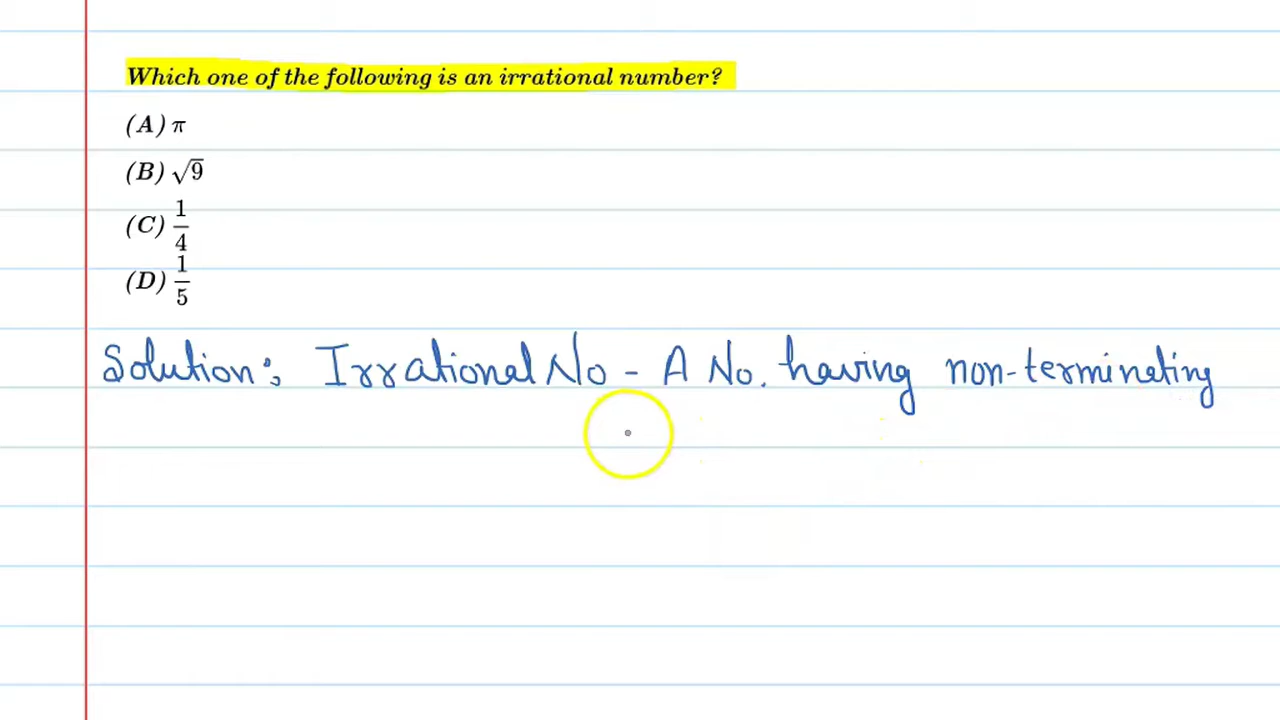 Which one of the following is an irrational number?
(A) π
(B) √9
(C) 1/4
(D) 1/5
Solution:, Irrational No - A No. having non-terminating